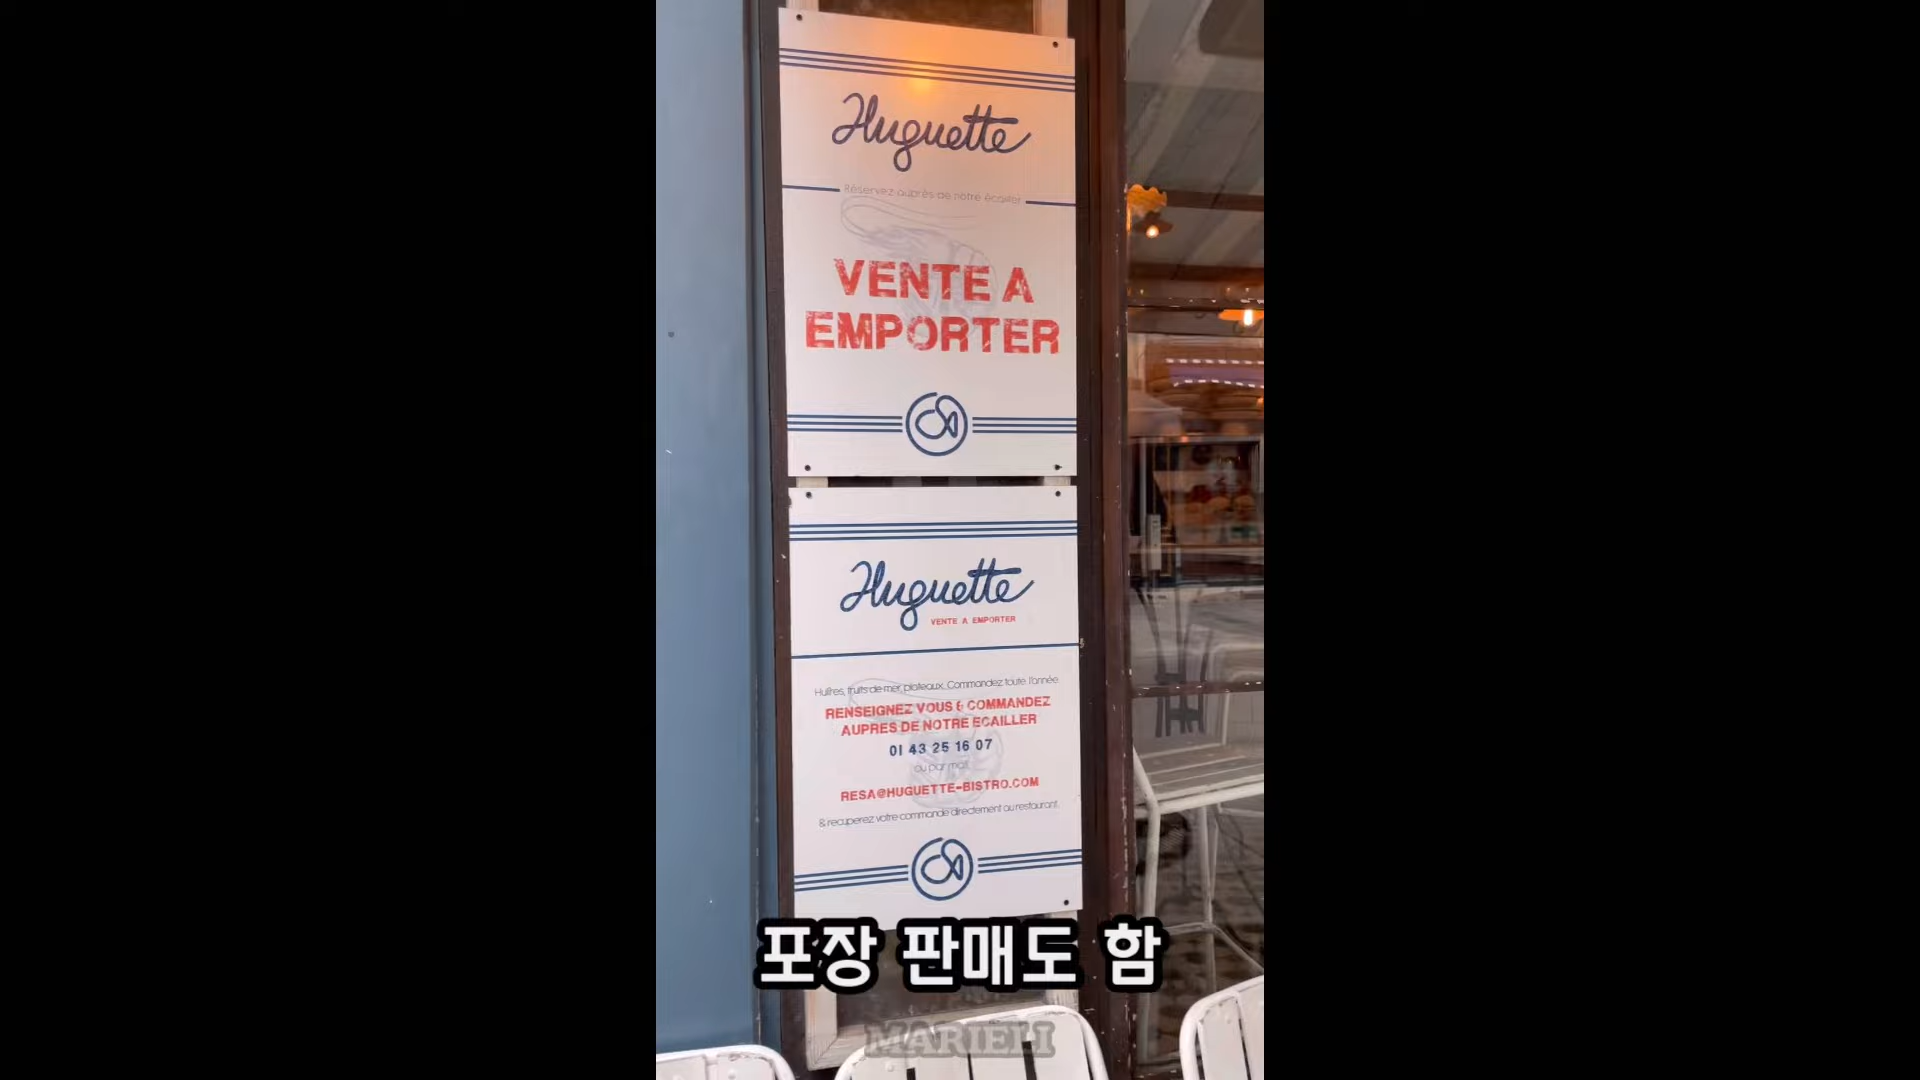 Huguette
Réservez auprès de notre écailler
VENTE A
EMPORTER
Huguette
VENTE A EMPORTER
Huîtres, fruits de mer, plateaux. Commandez toute l'année.
RENSEIGNEZ VOUS & COMMANDEZ
AUPRES DE NOTRE ECAILLER
01 43 25 16 07
ou par mail
RESA@HUGUETTE-BISTRO.COM
& recuperez votre commande directement au restaurant.
포장 판매도 함
MARIELI